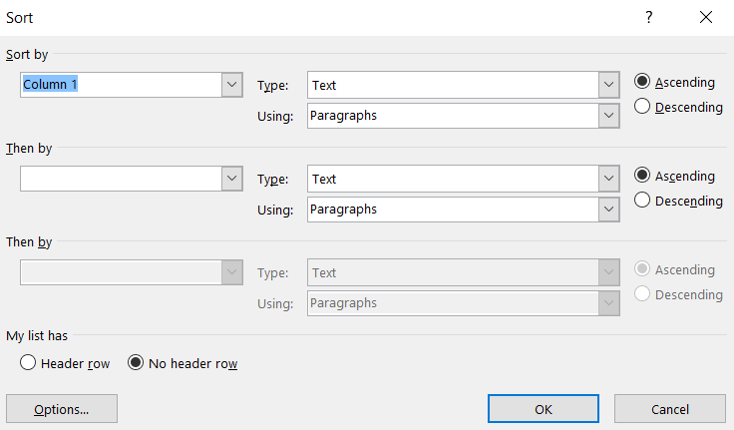 Sort ?
Sort by
Column 1 Type: Text Ascending
Using: Paragraphs Descending
Then by
Type: Text Ascending
Using: Paragraphs Descending
Then by
Type: Text Ascending
Using: Paragraphs Descending
My list has
Header row No header row
Options... OK Cancel